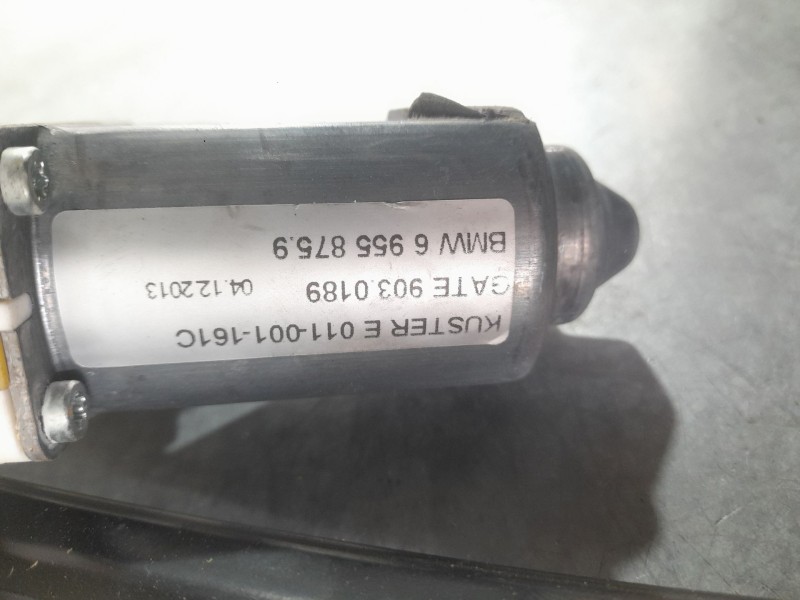 KUSTER E 011-001-161C
GATE 903.0189 04.12.2013
BMW 6 955 875.9